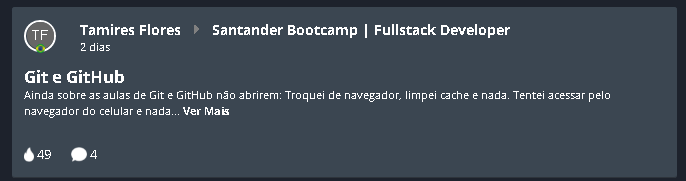 TF
Tamires Flores Santander Bootcamp | Fullstack Developer
2 dias
Git e GitHub
Ainda sobre as aulas de Git e GitHub não abrirem: Troquei de navegador, limpei cache e nada. Tentei acessar pelo
navegador do celular e nada... Ver Mais
49 4